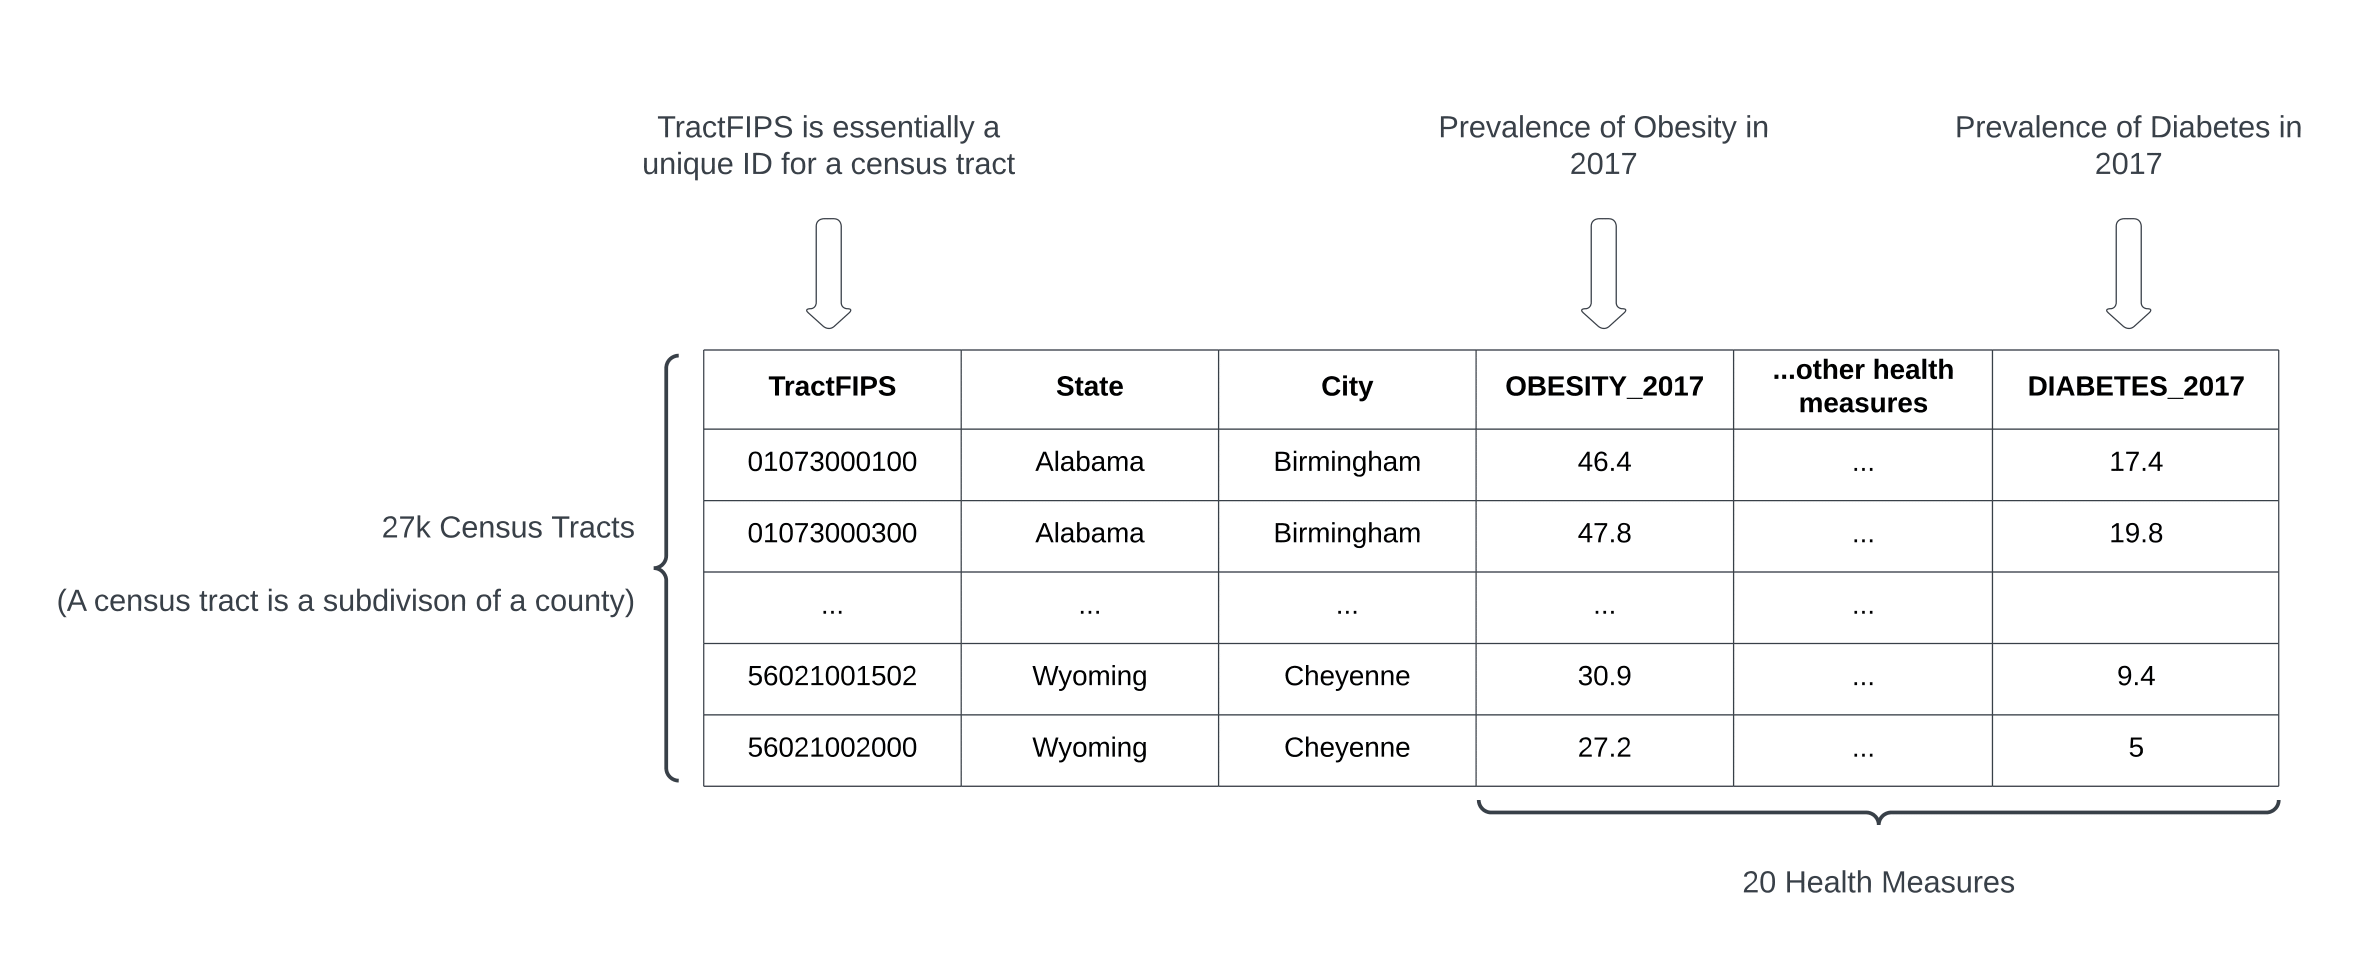 TractFIPS is essentially a
unique ID for a census tract
Prevalence of Obesity in
2017
Prevalence of Diabetes in
2017
TractFIPS State City OBESITY_2017 ...other health measures DIABETES_2017
01073000100 Alabama Birmingham 46.4 ... 17.4
01073000300 Alabama Birmingham 47.8 ... 19.8
... ... ... ... ...
56021001502 Wyoming Cheyenne 30.9 ... 9.4
56021002000 Wyoming Cheyenne 27.2 ... 5
27k Census Tracts
(A census tract is a subdivison of a county)
20 Health Measures